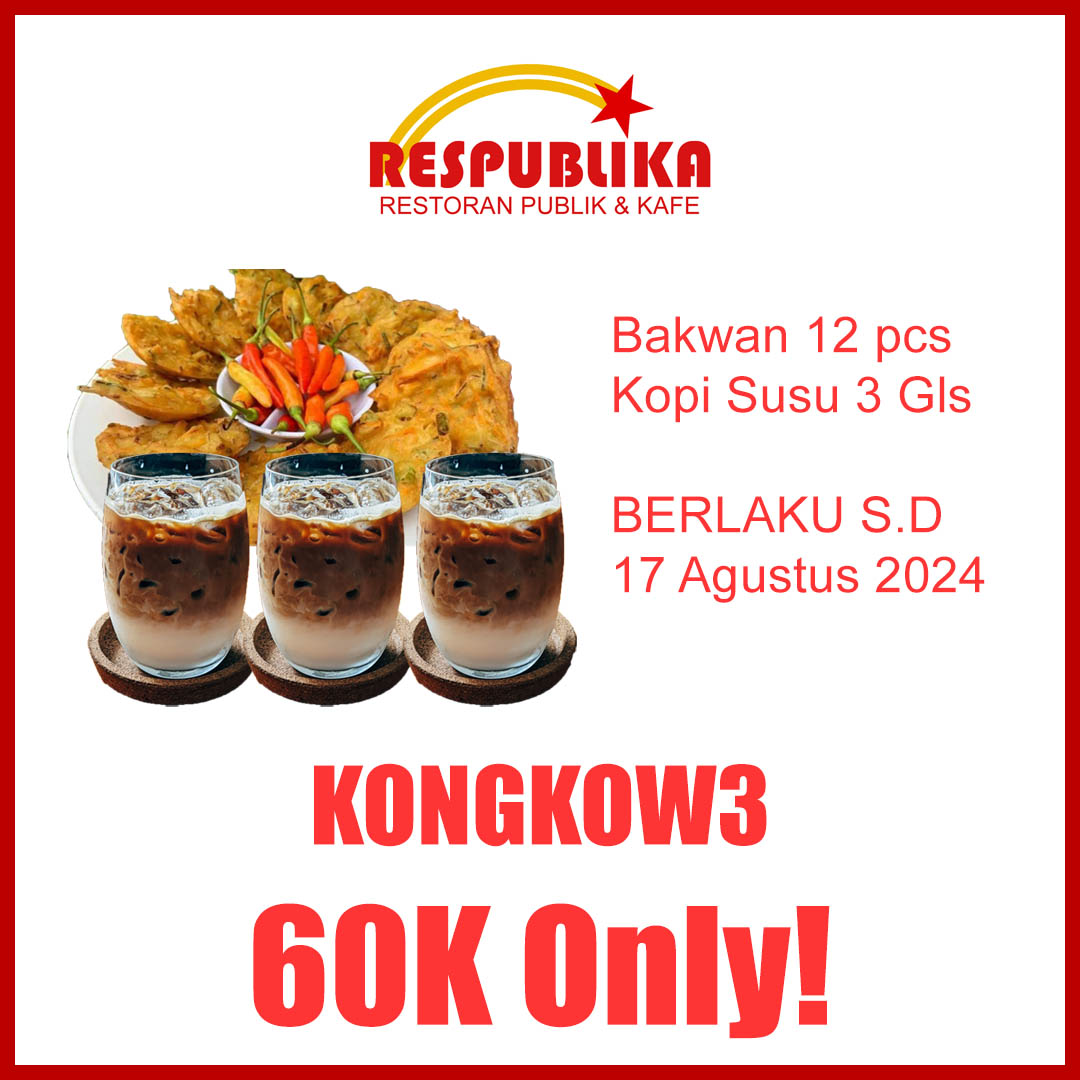 RESPUBLIKA
RESTORAN PUBLIK & KAFE
Bakwan 12 pcs
Kopi Susu 3 Gls
BERLAKU S.D
17 Agustus 2024
KONGKOW3
60K Only!